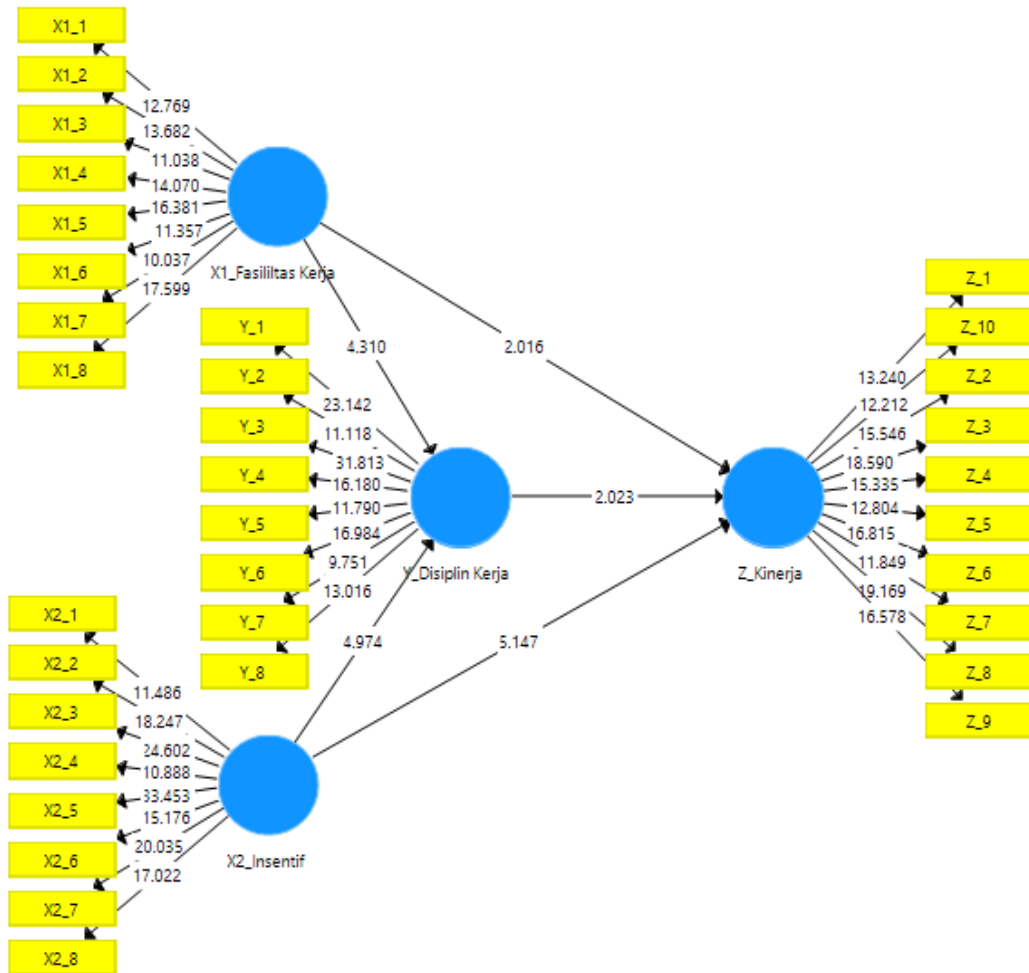 X1_1
X1_2
X1_3
X1_4
X1_5
X1_6
X1_7
X1_8
12.769
13.682
11.038
14.070
16.381
11.357
10.037
17.599
X1_Fasililtas Kerja
4.310
2.016
Y_1
Y_2
Y_3
Y_4
Y_5
Y_6
Y_7
Y_8
23.142
11.118
31.813
16.180
11.790
16.984
9.751
13.016
Y_Disiplin Kerja
2.023
Z_1
Z_10
Z_2
Z_3
Z_4
Z_5
Z_6
Z_7
Z_8
Z_9
13.240
12.212
15.546
18.590
15.335
12.804
16.815
11.849
19.169
16.578
Z_Kinerja
4.974
5.147
X2_1
X2_2
X2_3
X2_4
X2_5
X2_6
X2_7
X2_8
11.486
18.247
24.602
10.888
33.453
15.176
20.035
17.022
X2_Insentif